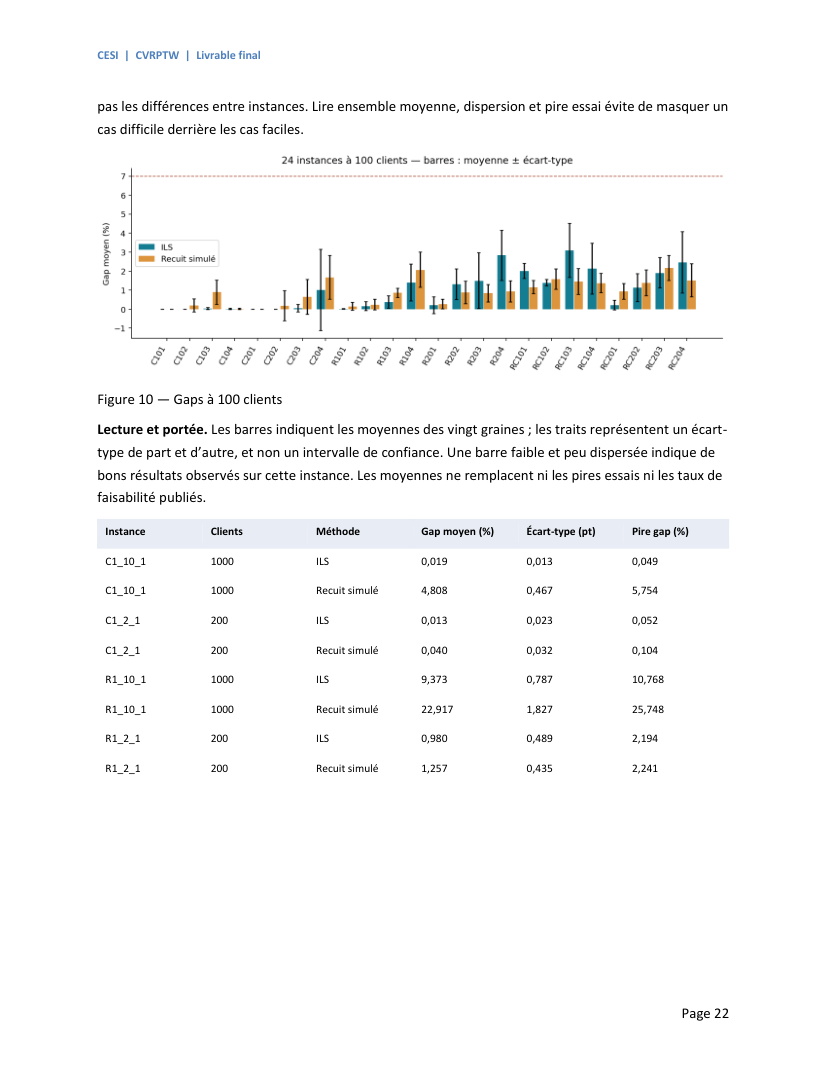 CESI | CVRPTW | Livrable final
pas les différences entre instances. Lire ensemble moyenne, dispersion et pire essai évite de masquer un
cas difficile derrière les cas faciles.
24 instances à 100 clients — barres : moyenne ± écart-type
Gap moyen (%)
7
6
5
4
3
2
1
0
−1
ILS
Recuit simulé
C101 C102 C103 C104 C201 C202 C203 C204 R101 R102 R103 R104 R201 R202 R203 R204 RC101 RC102 RC103 RC104 RC201 RC202 RC203 RC204
Figure 10 — Gaps à 100 clients
Lecture et portée. Les barres indiquent les moyennes des vingt graines ; les traits représentent un écart-
type de part et d’autre, et non un intervalle de confiance. Une barre faible et peu dispersée indique de
bons résultats observés sur cette instance. Les moyennes ne remplacent ni les pires essais ni les taux de
faisabilité publiés.
Instance Clients Méthode Gap moyen (%) Écart-type (pt) Pire gap (%)
C1_10_1 1000 ILS 0,019 0,013 0,049
C1_10_1 1000 Recuit simulé 4,808 0,467 5,754
C1_2_1 200 ILS 0,013 0,023 0,052
C1_2_1 200 Recuit simulé 0,040 0,032 0,104
R1_10_1 1000 ILS 9,373 0,787 10,768
R1_10_1 1000 Recuit simulé 22,917 1,827 25,748
R1_2_1 200 ILS 0,980 0,489 2,194
R1_2_1 200 Recuit simulé 1,257 0,435 2,241
Page 22